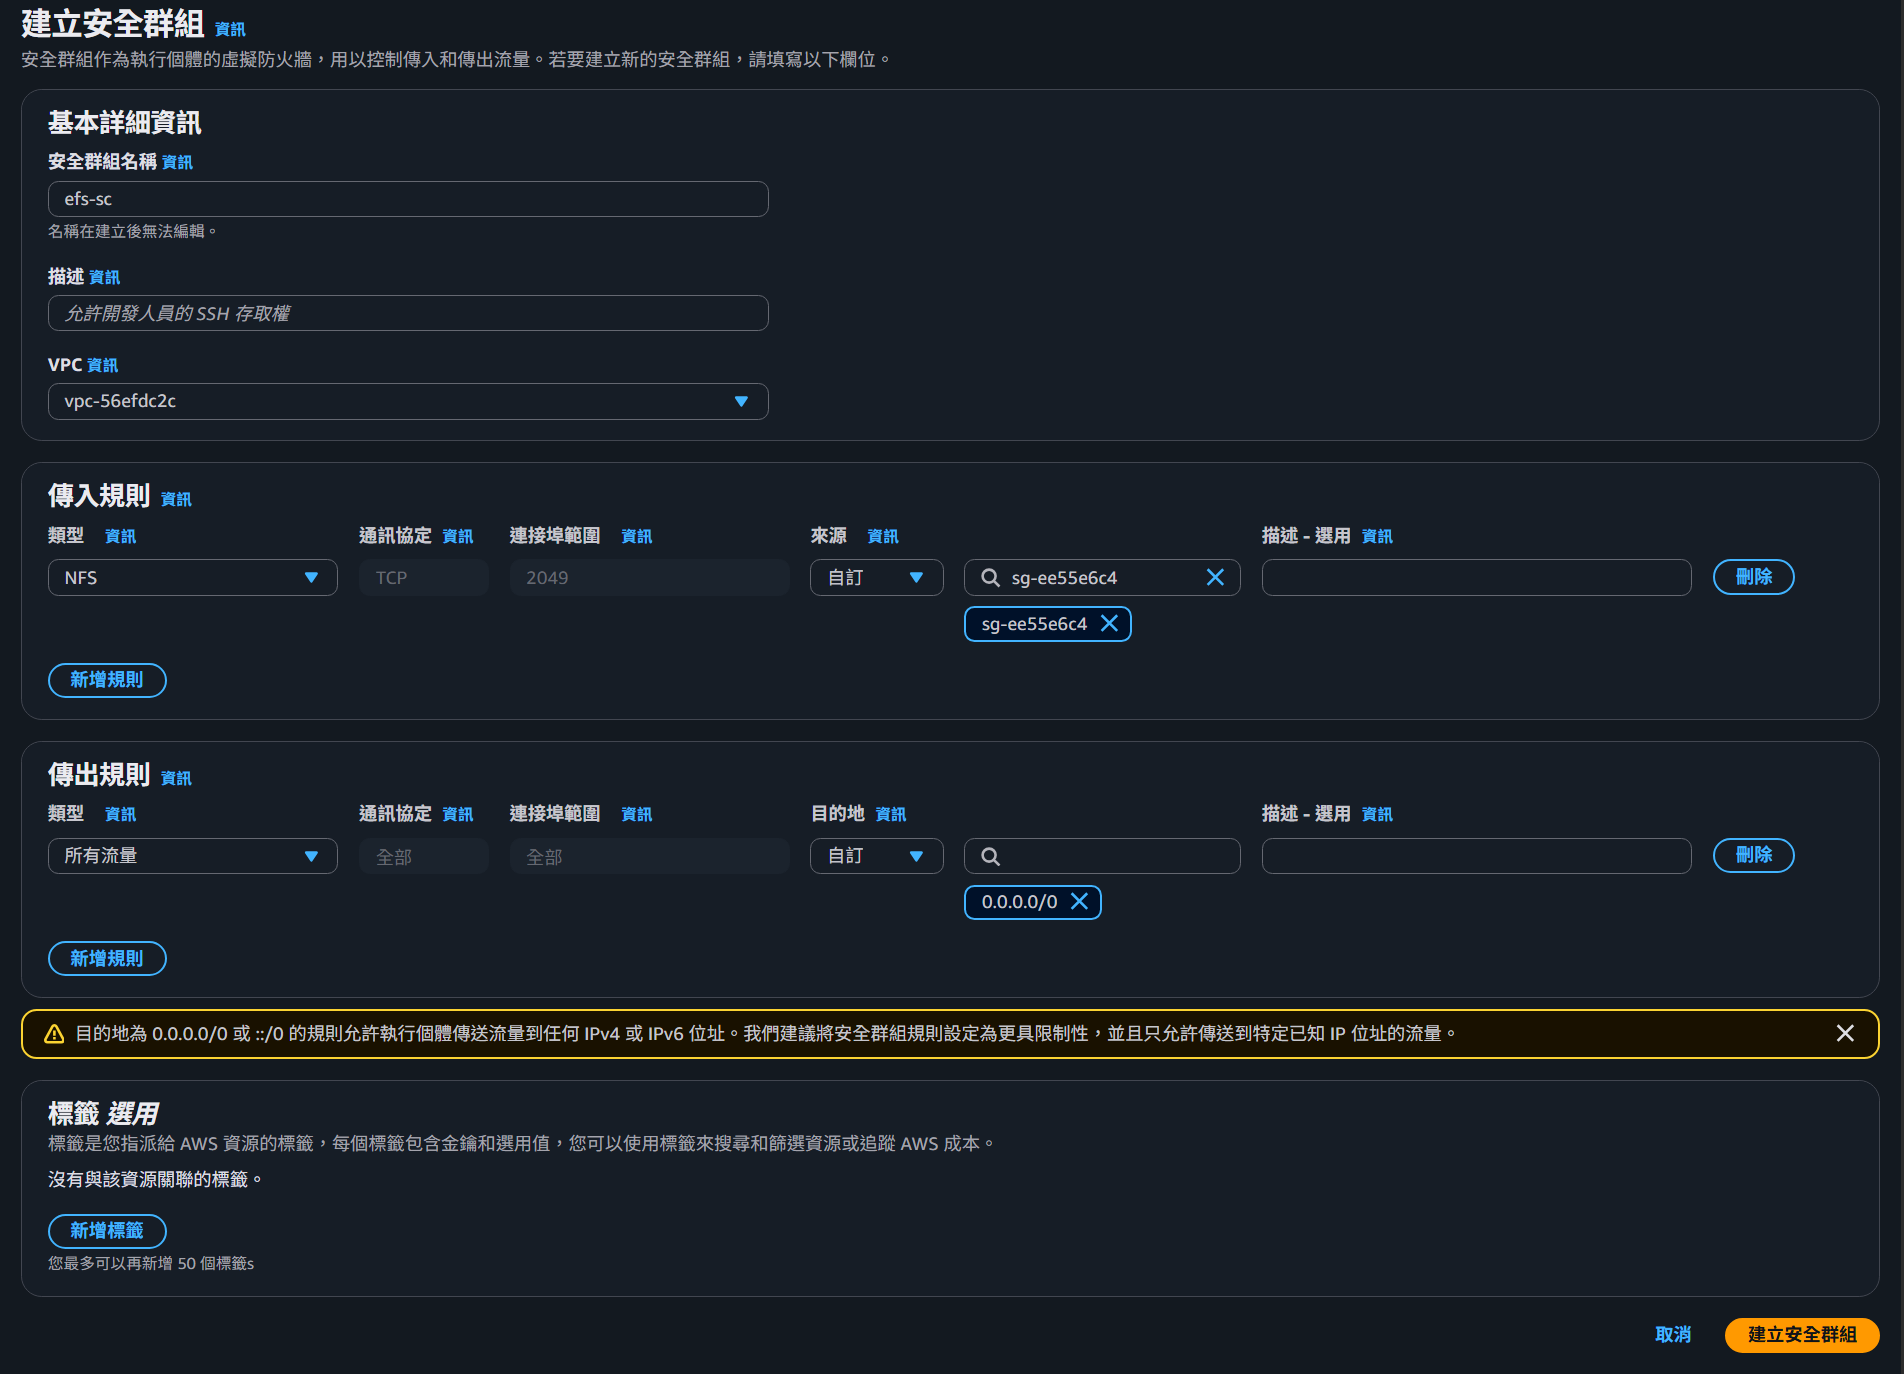 建立安全群組 資訊
安全群組作為執行個體的虛擬防火牆，用以控制傳入和傳出流量。若要建立新的安全群組，請填寫以下欄位。
基本詳細資訊
安全群組名稱 資訊
efs-sc
名稱在建立後無法編輯。
描述 資訊
允許開發人員的 SSH 存取權
VPC 資訊
vpc-56efdc2c
傳入規則 資訊
類型 資訊 通訊協定 資訊 連接埠範圍 資訊 來源 資訊 描述 - 選用 資訊
NFS TCP 2049 自訂 sg-ee55e6c4 刪除
sg-ee55e6c4
新增規則
傳出規則 資訊
類型 資訊 通訊協定 資訊 連接埠範圍 資訊 目的地 資訊 描述 - 選用 資訊
所有流量 全部 全部 自訂 刪除
0.0.0.0/0
新增規則
目的地為 0.0.0.0/0 或 ::/0 的規則允許執行個體傳送流量到任何 IPv4 或 IPv6 位址。我們建議將安全群組規則設定為更具限制性，並且只允許傳送到特定已知 IP 位址的流量。
標籤 選用
標籤是您指派給 AWS 資源的標籤，每個標籤包含金鑰和選用值，您可以使用標籤來搜尋和篩選資源或追蹤 AWS 成本。
沒有與該資源關聯的標籤。
新增標籤
您最多可以再新增 50 個標籤s
取消 建立安全群組